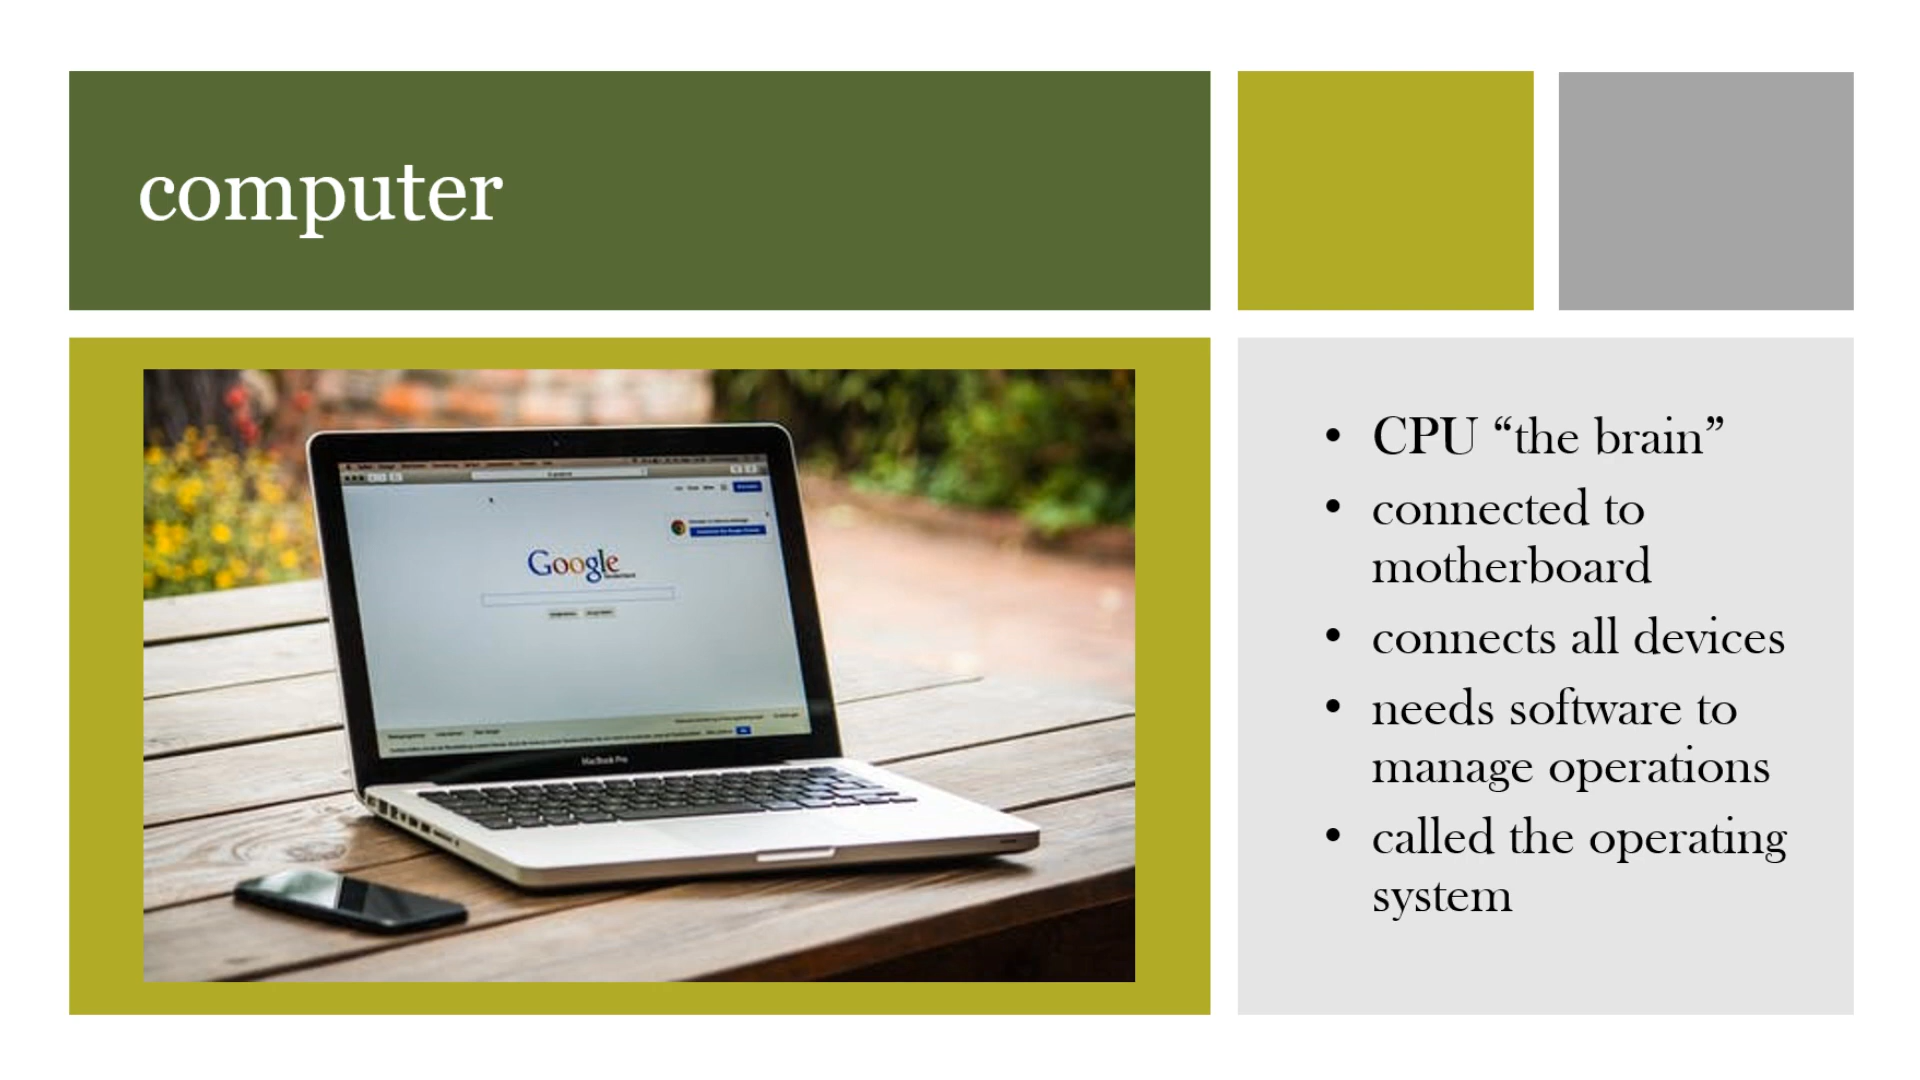 computer
Google
MacBook Pro
• CPU “the brain”
• connected to
motherboard
• connects all devices
• needs software to
manage operations
• called the operating
system